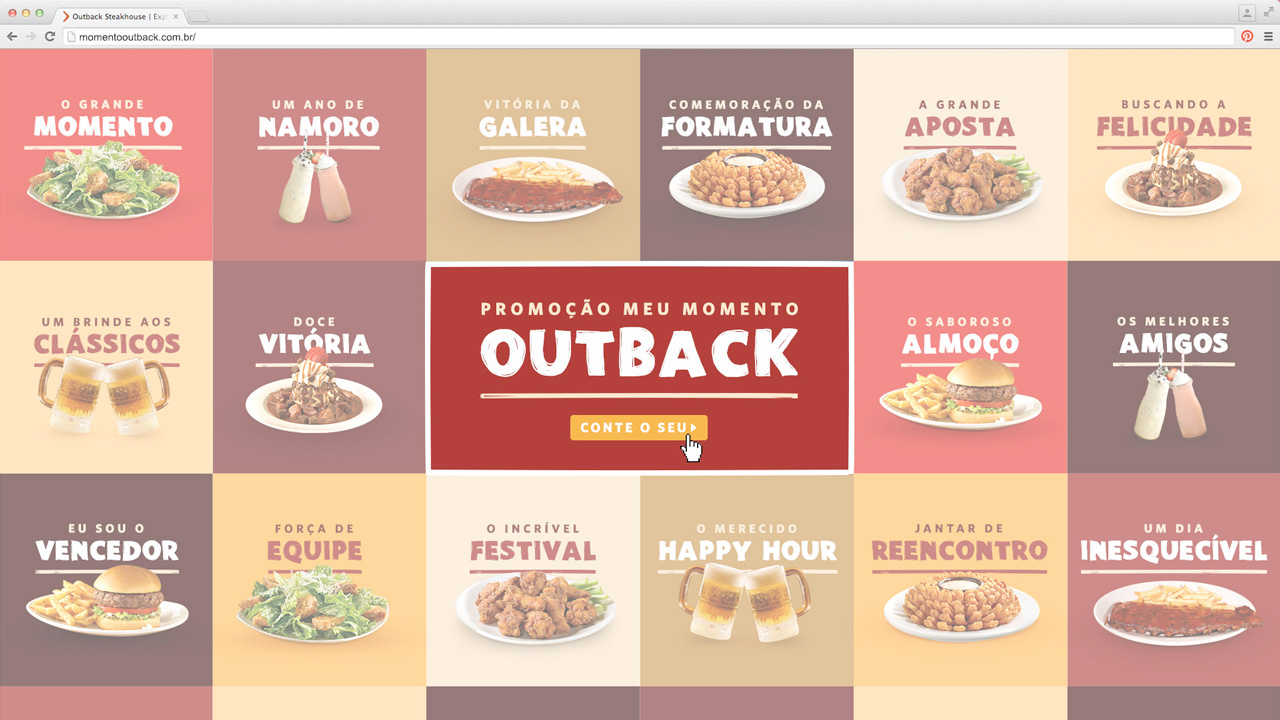 Outback Steakhouse | Exp
momentooutback.com.br/
O GRANDE
MOMENTO
UM ANO DE
NAMORO
VITÓRIA DA
GALERA
COMEMORAÇÃO DA
FORMATURA
A GRANDE
APOSTA
BUSCANDO A
FELICIDADE
UM BRINDE AOS
CLÁSSICOS
DOCE
VITÓRIA
PROMOÇÃO MEU MOMENTO
OUTBACK
CONTE O SEU
O SABOROSO
ALMOÇO
OS MELHORES
AMIGOS
EU SOU O
VENCEDOR
FORÇA DE
EQUIPE
O INCRÍVEL
FESTIVAL
O MERECIDO
HAPPY HOUR
JANTAR DE
REENCONTRO
UM DIA
INESQUECÍVEL